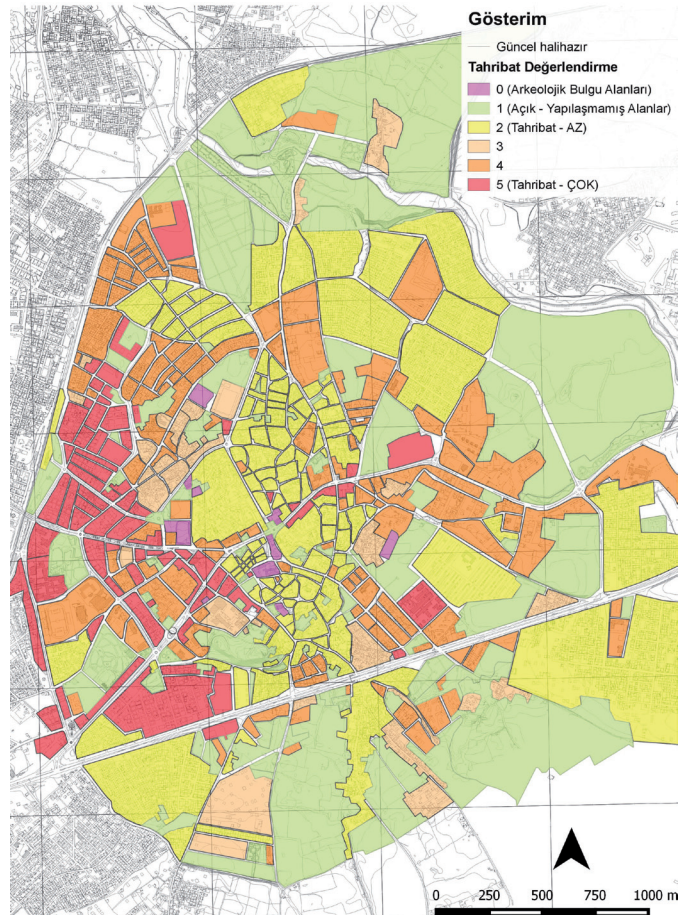 Gösterim
Güncel halihazır
Tahribat Değerlendirme
0 (Arkeolojik Bulgu Alanları)
1 (Açık - Yapılaşmamış Alanlar)
2 (Tahribat - AZ)
3
4
5 (Tahribat - ÇOK)
0 250 500 750 1000 m